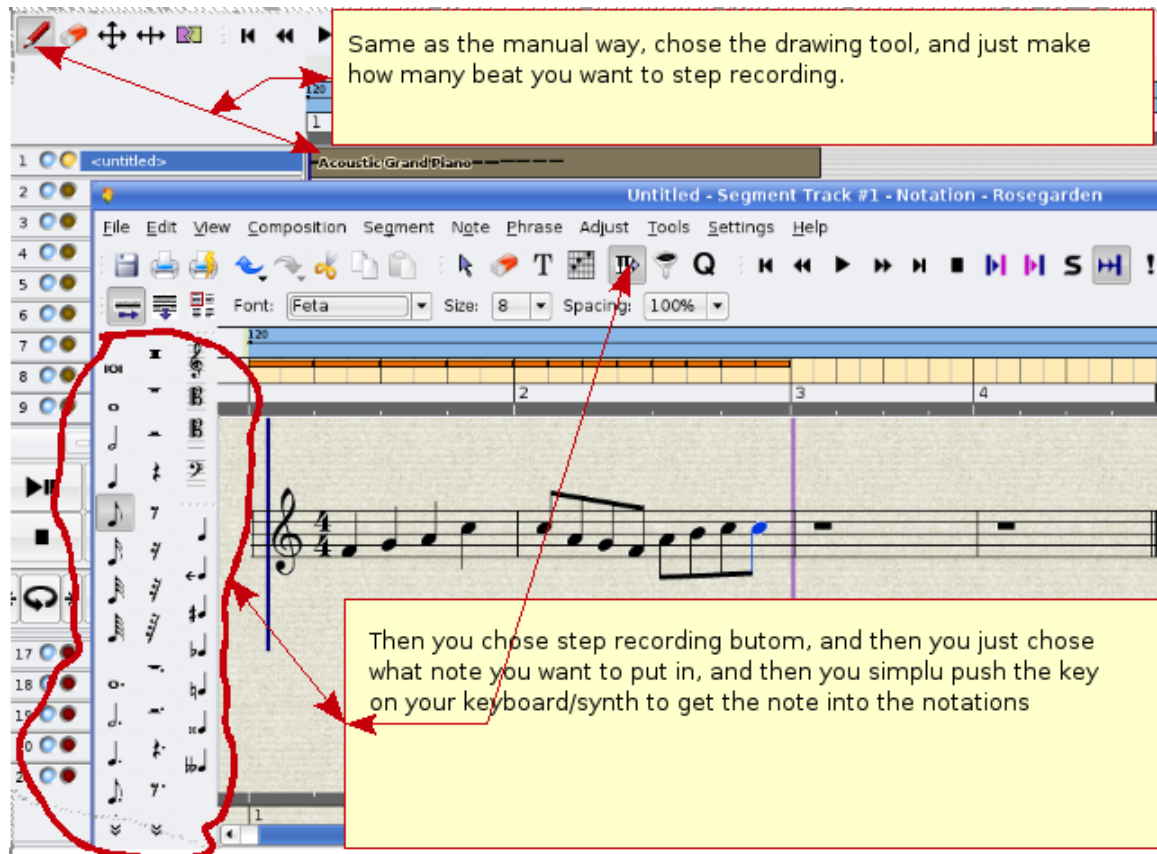 Same as the manual way, chose the drawing tool, and just make
how many beat you want to step recording.
120
1
1 <untitled>
Acoustic Grand Piano
2
Untitled - Segment Track #1 - Notation - Rosegarden
3
File Edit View Composition Segment Note Phrase Adjust Tools Settings Help
4
T Q S !
5
6
Font: Feta Size: 8 Spacing: 100%
7
120
8
9
2 3 4
4
4
Then you chose step recording butom, and then you just chose
what note you want to put in, and then you simplu push the key
on your keyboard/synth to get the note into the notations
17
18
1